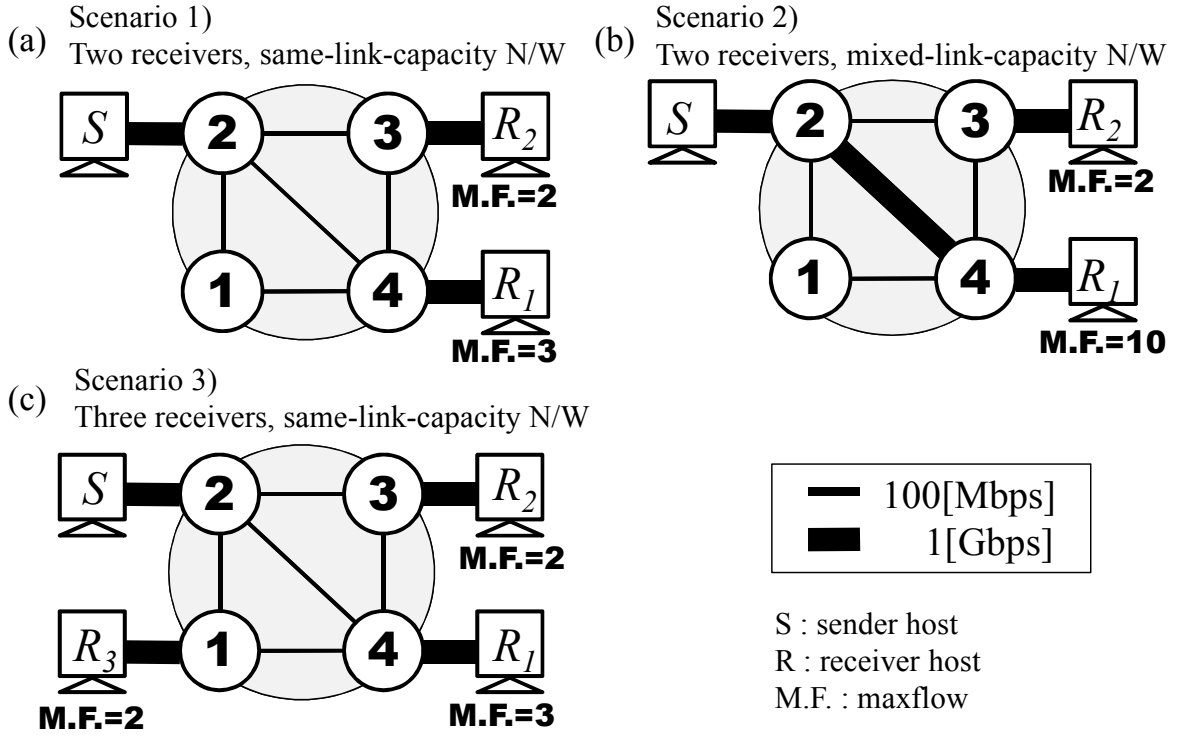 (a) Scenario 1)
Two receivers, same-link-capacity N/W
S 2 3 R2
M.F.=2
1 4 R1
M.F.=3
(b) Scenario 2)
Two receivers, mixed-link-capacity N/W
S 2 3 R2
M.F.=2
1 4 R1
M.F.=10
(c) Scenario 3)
Three receivers, same-link-capacity N/W
S 2 3 R2
M.F.=2
R3 1 4 R1
M.F.=2 M.F.=3
100[Mbps]
1[Gbps]
S : sender host
R : receiver host
M.F. : maxflow